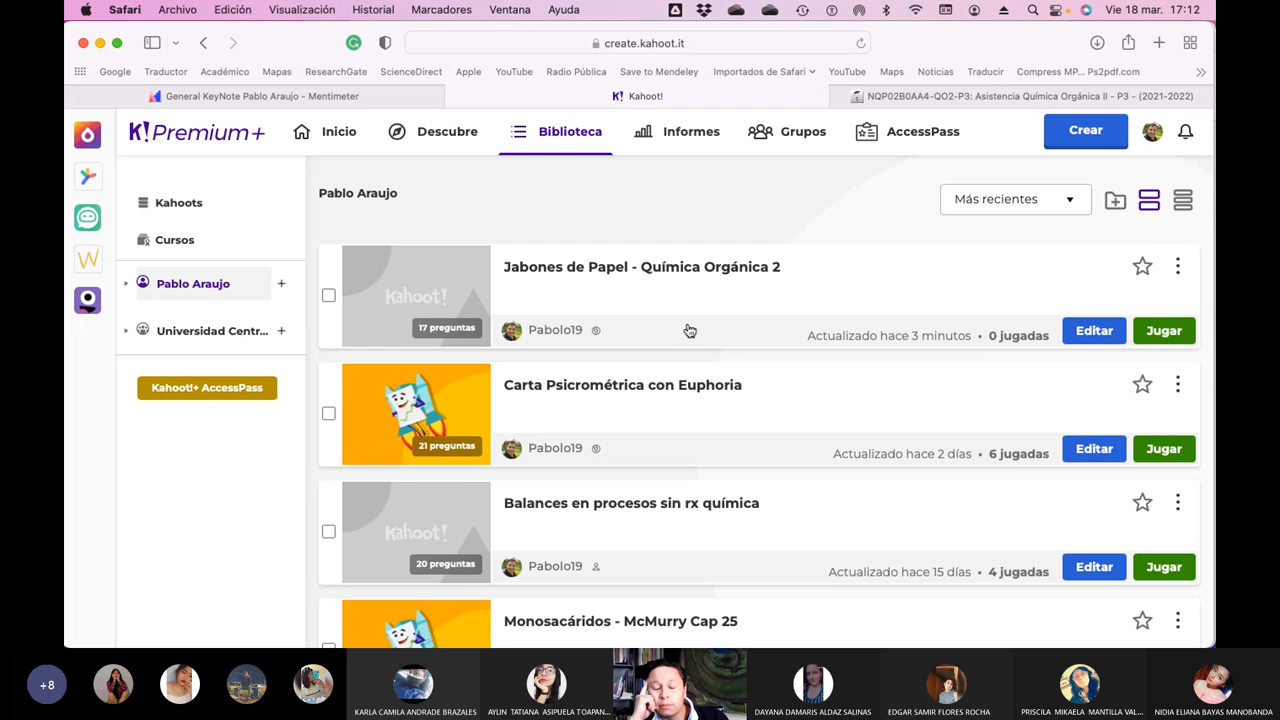 Safari Archivo Edición Visualización Historial Marcadores Ventana Ayuda Vie 18 mar. 17:12
create.kahoot.it
Google Traductor Académico Mapas ResearchGate ScienceDirect Apple YouTube Radio Pública Save to Mendeley Importados de Safari YouTube Maps Noticias Traducir Compress MP... Ps2pdf.com
General KeyNote Pablo Araujo - Mentimeter K! Kahoot! NQP02B0AA4-QO2-P3: Asistencia Química Orgánica II - P3 - (2021-2022)
K!Premium+ Inicio Descubre Biblioteca Informes Grupos AccessPass Crear
Kahoots
Cursos
Pablo Araujo +
Universidad Centr... +
Kahoot!+ AccessPass
W
Pablo Araujo
Más recientes
Jabones de Papel - Química Orgánica 2
Kahoot!
17 preguntas
Pabolo19
Actualizado hace 3 minutos • 0 jugadas Editar Jugar
Carta Psicrométrica con Euphoria
21 preguntas
Pabolo19
Actualizado hace 2 días • 6 jugadas Editar Jugar
Balances en procesos sin rx química
Kahoot!
20 preguntas
Pabolo19
Actualizado hace 15 días • 4 jugadas Editar Jugar
Monosacáridos - McMurry Cap 25
+8
KARLA CAMILA ANDRADE BRAZALES
AYLIN TATIANA ASIPUELA TOAPAN...
DAYANA DAMARIS ALDAZ SALINAS
EDGAR SAMIR FLORES ROCHA
PRISCILA MIKAELA MANTILLA VAL...
NIDIA ELIANA BAYAS MANOBANDA